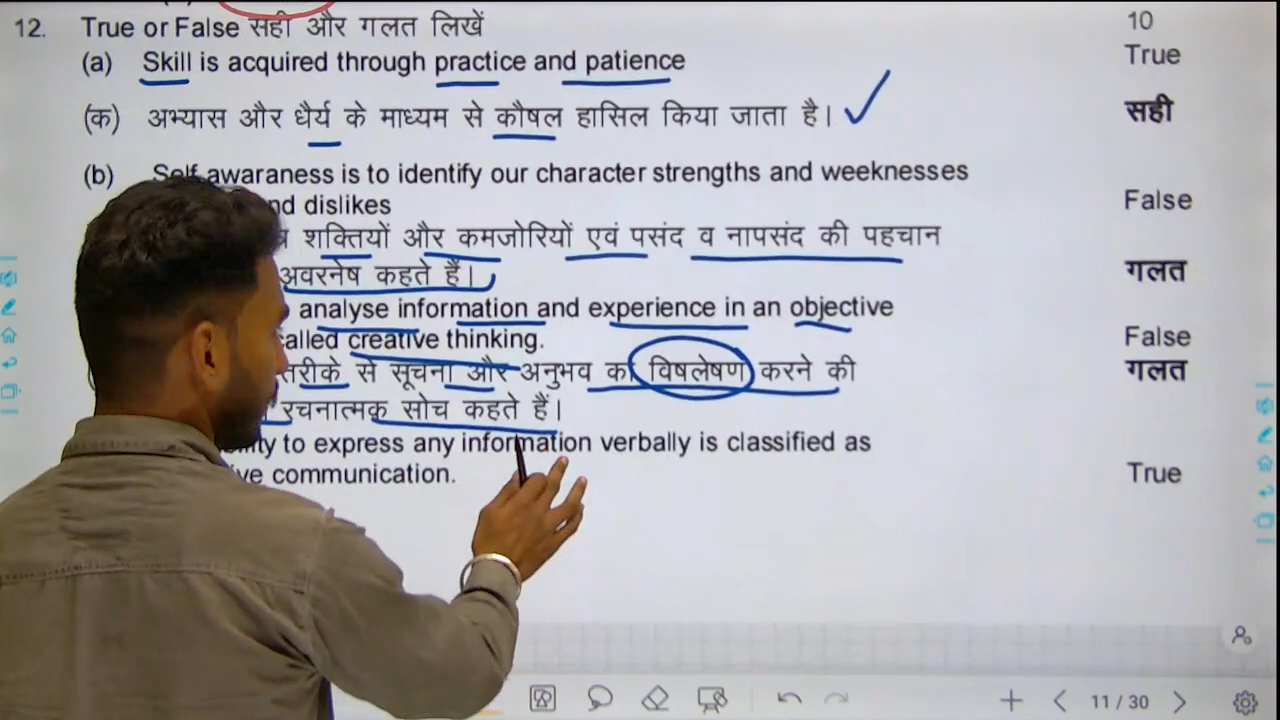 12. True or False सही और गलत लिखें 10
(a) Skill is acquired through practice and patience True
(क) अभ्यास और धैर्य के माध्यम से कौषल हासिल किया जाता है। सही
(b) Self awaraness is to identify our character strengths and weeknesses
nd dislikes False
शक्तियों और कमजोरियों एवं पसंद व नापसंद की पहचान
अवरनेष कहते हैं। गलत
analyse information and experience in an objective
called creative thinking. False
तरीके से सूचना और अनुभव का विषलेषण करने की गलत
रचनात्मक सोच कहते हैं।
lity to express any information verbally is classified as
ve communication. True
11 / 30